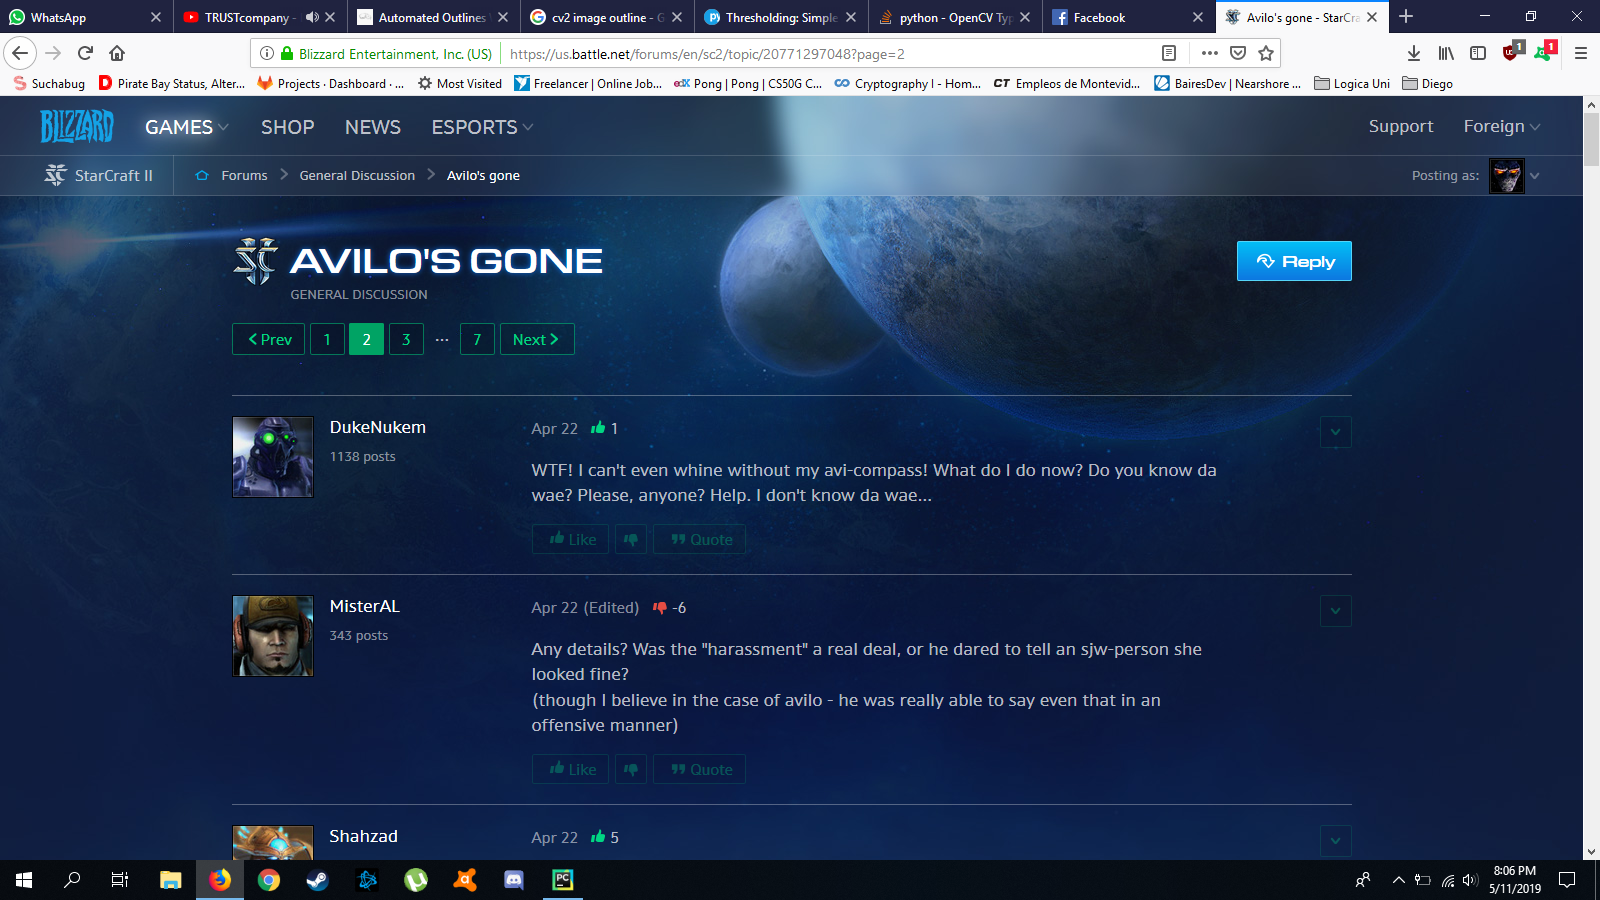 WhatsApp
TRUSTcompany -
Automated Outlines
cv2 image outline - G
Thresholding: Simple
python - OpenCV Typ
Facebook
Avilo's gone - StarCra
Blizzard Entertainment, Inc. (US)
https://us.battle.net/forums/en/sc2/topic/20771297048?page=2
1
1
Suchabug
Pirate Bay Status, Alter...
Projects · Dashboard · ...
Most Visited
Freelancer | Online Job...
edX Pong | Pong | CS50G C...
Cryptography I - Hom...
CT Empleos de Montevid...
BairesDev | Nearshore ...
Logica Uni
Diego
BLIZZARD
GAMES
SHOP
NEWS
ESPORTS
Support
Foreign
StarCraft II
Forums
General Discussion
Avilo's gone
Posting as:
AVILO'S GONE
Reply
GENERAL DISCUSSION
Prev 1 2 3 ... 7 Next
DukeNukem
1138 posts
Apr 22 1
WTF! I can't even whine without my avi-compass! What do I do now? Do you know da
wae? Please, anyone? Help. I don't know da wae...
Like
Quote
MisterAL
343 posts
Apr 22 (Edited) -6
Any details? Was the "harassment" a real deal, or he dared to tell an sjw-person she
looked fine?
(though I believe in the case of avilo - he was really able to say even that in an
offensive manner)
Like
Quote
Shahzad
Apr 22 5
PC
8:06 PM
5/11/2019